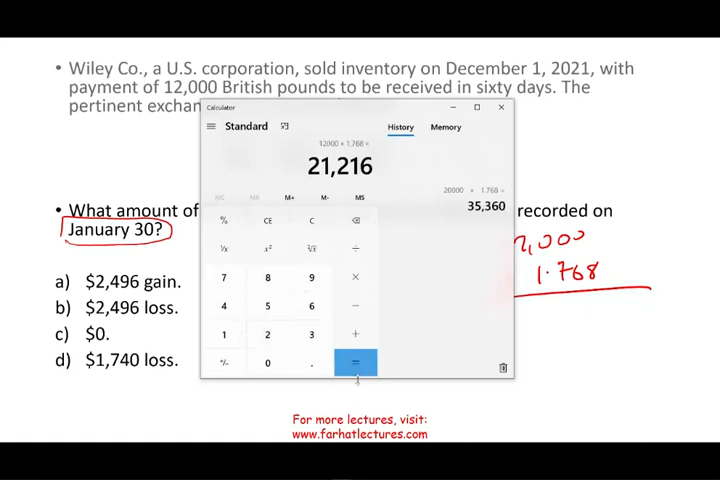 • Wiley Co., a U.S. corporation, sold inventory on December 1, 2021, with
payment of 12,000 British pounds to be received in sixty days. The
pertinent exchan
Calculator
Standard
History
Memory
12000 × 1.768 =
21,216
20000 × 1.768 =
35,360
MC MR M+ M- MS
• What amount of
recorded on
January 30?
2,000
1.768
% CE C
¹/x x² ²√x ÷
7 8 9 ×
4 5 6 −
1 2 3 +
+/- 0 . =
a) $2,496 gain.
b) $2,496 loss.
c) $0.
d) $1,740 loss.
For more lectures, visit:
www.farhatlectures.com